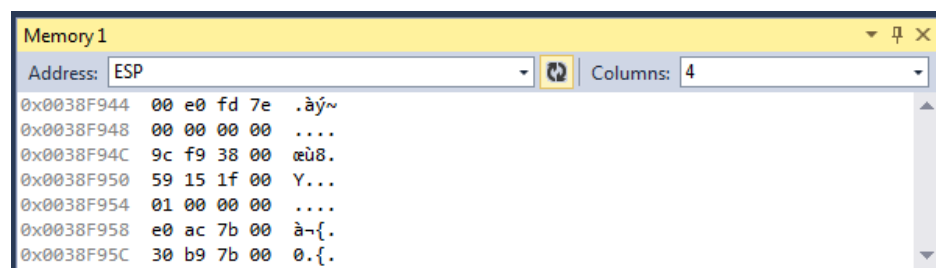 Memory 1
Address: ESP Columns: 4
0x0038F944 00 e0 fd 7e .àý~
0x0038F948 00 00 00 00 ....
0x0038F94C 9c f9 38 00 œù8.
0x0038F950 59 15 1f 00 Y...
0x0038F954 01 00 00 00 ....
0x0038F958 e0 ac 7b 00 à¬{.
0x0038F95C 30 b9 7b 00 0.{.